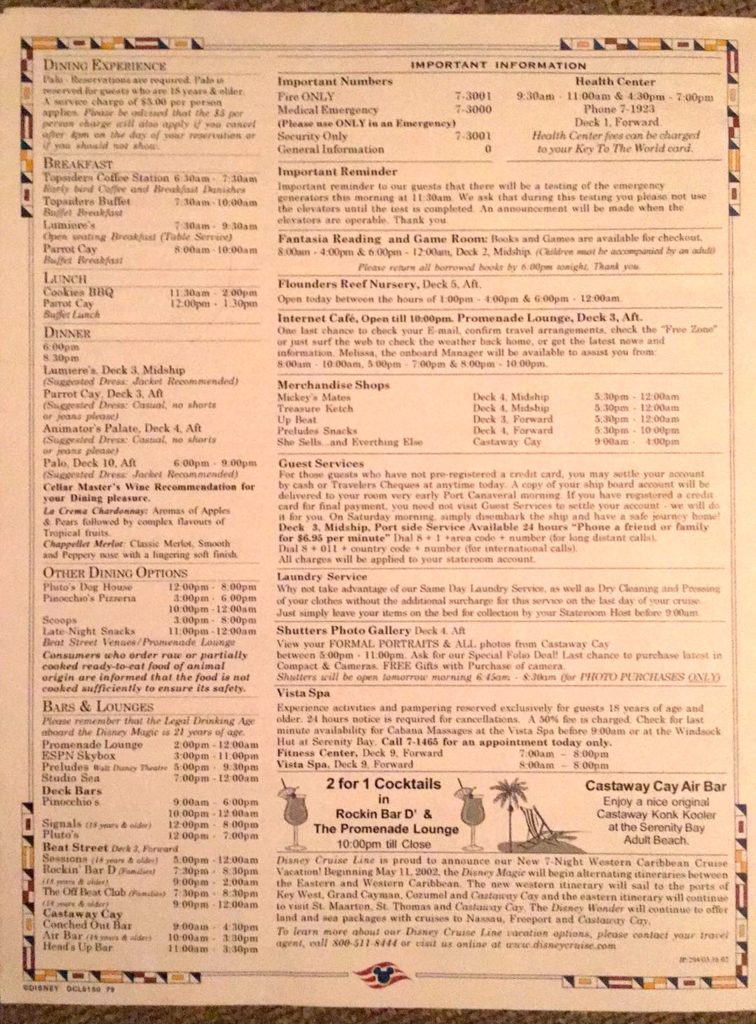 DINING EXPERIENCE
Palo - Reservations are required. Palo is
reserved for guests who are 18 years & older.
A service charge of $5.00 per person
applies. Please be advised that the $5 per
person charge will also apply if you cancel
after 4pm on the day of your reservation or
if you should not show.
BREAKFAST
Topsiders Coffee Station 6:30am - 7:30am
Early bird Coffee and Breakfast Danishes
Topsiders Buffet 7:30am - 10:00am
Buffet Breakfast
Lumiere's 7:30am - 9:30am
Open seating Breakfast (Table Service)
Parrot Cay 8:00am - 10:00am
Buffet Breakfast
LUNCH
Cookies BBQ 11:30am - 2:00pm
Parrot Cay 12:00pm - 1:30pm
Buffet Lunch
DINNER
6:00pm
8:30pm
Lumiere's, Deck 3, Midship
(Suggested Dress: Jacket Recommended)
Parrot Cay, Deck 3, Aft
(Suggested Dress: Casual, no shorts
or jeans please)
Animator's Palate, Deck 4, Aft
(Suggested Dress: Casual, no shorts
or jeans please)
Palo, Deck 10, Aft 6:00pm - 9:00pm
(Suggested Dress: Jacket Recommended)
Cellar Master's Wine Recommendation for
your Dining pleasure.
La Crema Chardonnay: Aromas of Apples
& Pears followed by complex flavours of
Tropical fruits.
Chappellet Merlot: Classic Merlot, Smooth
and Peppery nose with a lingering soft finish.
OTHER DINING OPTIONS
Pluto's Dog House 12:00pm - 8:00pm
Pinocchio's Pizzeria 3:00pm - 6:00pm
10:00pm - 12:00am
Scoops 3:00pm - 8:00pm
Late-Night Snacks 11:00pm - 12:00am
Beat Street Venues/Promenade Lounge
Consumers who order raw or partially
cooked ready-to-eat food of animal
origin are informed that the food is not
cooked sufficiently to ensure its safety.
BARS & LOUNGES
Please remember that the Legal Drinking Age
aboard the Disney Magic is 21 years of age.
Promenade Lounge 2:00pm - 12:00am
ESPN Skybox 3:00pm - 11:00pm
Preludes Walt Disney Theatre 5:00pm - 9:30pm
Studio Sea 7:00pm - 12:00am
Deck Bars
Pinocchio's 9:00am - 6:00pm
10:00pm - 12:00am
Signals (18 years & older) 12:00pm - 8:00pm
Pluto's 12:00pm - 7:00pm
Beat Street Deck 3, Forward
Sessions (18 years & older) 5:00pm - 12:00am
Rockin' Bar D (Families) 7:30pm - 8:30pm
(18 years & older) 9:00pm - 2:00am
The Off Beat Club (Families) 7:30pm - 8:30pm
(18 years & older) 9:00pm - 12:00am
Castaway Cay
Conched Out Bar 9:00am - 4:30pm
Air Bar (18 years & older) 10:00am - 3:30pm
Head's Up Bar 11:00am - 3:30pm
©DISNEY DCL5150 79
IMPORTANT INFORMATION
Important Numbers
Fire ONLY 7-3001
Medical Emergency 7-3000
(Please use ONLY in an Emergency)
Security Only 7-3001
General Information 0
Health Center
9:30am - 11:00am & 4:30pm - 7:00pm
Phone 7-1923
Deck 1, Forward
Health Center fees can be charged
to your Key To The World card.
Important Reminder
Important reminder to our guests that there will be a testing of the emergency
generators this morning at 11:30am. We ask that during this testing you please not use
the elevators until the test is completed. An announcement will be made when the
elevators are operable. Thank you.
Fantasia Reading and Game Room: Books and Games are available for checkout.
8:00am - 4:00pm & 6:00pm - 12:00am, Deck 2, Midship. (Children must be accompanied by an adult)
Please return all borrowed books by 6:00pm tonight, Thank you.
Flounders Reef Nursery, Deck 5, Aft.
Open today between the hours of 1:00pm - 4:00pm & 6:00pm - 12:00am
Internet Café, Open till 10:00pm. Promenade Lounge, Deck 3, Aft.
One last chance to check your E-mail, confirm travel arrangements, check the "Free Zone"
or just surf the web to check the weather back home, or get the latest news and
information. Melissa, the onboard Manager will be available to assist you from:
8:00am - 10:00am, 5:00pm - 7:00pm & 8:00pm - 10:00pm.
Merchandise Shops
Mickey's Mates Deck 4, Midship 5:30pm - 12:00am
Treasure Ketch Deck 4, Midship 5:30pm - 12:00am
Up Beat Deck 3, Forward 5:30pm - 12:00am
Preludes Snacks Deck 4, Forward 5:30pm - 10:00pm
She Sells...and Everthing Else Castaway Cay 9:00am - 4:00pm
Guest Services
For those guests who have not pre-registered a credit card, you may settle your account
by cash or Travelers Cheques at anytime today. A copy of your ship board account will be
delivered to your room very early Port Canaveral morning. If you have registered a credit
card for final payment, you need not visit Guest Services to settle your account - we will do
it for you. On Saturday morning, simply disembark the ship and have a safe journey home!
Deck 3, Midship, Port side Service Available 24 hours "Phone a friend or family
for $6.95 per minute" Dial 8 + 1 +area code + number (for long distant calls).
Dial 8 + 011 + country code + number (for international calls).
All charges will be applied to your stateroom account.
Laundry Service
Why not take advantage of our Same Day Laundry Service, as well as Dry Cleaning and Pressing
of your clothes without the additional surcharge for this service on the last day of your cruise.
Just simply leave your items on the bed for collection by your Stateroom Host before 9:00am.
Shutters Photo Gallery Deck 4, Aft
View your FORMAL PORTRAITS & ALL photos from Castaway Cay
between 5:00pm - 11:00pm. Ask for our Special Folio Deal! Last chance to purchase latest in
Compact & Cameras. FREE Gifts with Purchase of camera.
Shutters will be open tomorrow morning 6:45am - 8:30am (for PHOTO PURCHASES ONLY)
Vista Spa
Experience activities and pampering reserved exclusively for guests 18 years of age and
older. 24 hours notice is required for cancellations. A 50% fee is charged. Check for last
minute availability for Cabana Massages at the Vista Spa before 9:00am or at the Windsock
Hut at Serenity Bay. Call 7-1465 for an appointment today only.
Fitness Center, Deck 9, Forward 7:00am - 8:00pm
Vista Spa, Deck 9, Forward 8:00am - 8:00pm
2 for 1 Cocktails
in
Rockin Bar D' &
The Promenade Lounge
10:00pm till Close
Castaway Cay Air Bar
Enjoy a nice original
Castaway Konk Kooler
at the Serenity Bay
Adult Beach.
Disney Cruise Line is proud to announce our New 7-Night Western Caribbean Cruise
Vacation! Beginning May 11, 2002, the Disney Magic will begin alternating itineraries between
the Eastern and Western Caribbean. The new western itinerary will sail to the ports of
Key West, Grand Cayman, Cozumel and Castaway Cay and the eastern itinerary will continue
to visit St. Maarten, St. Thomas and Castaway Cay. The Disney Wonder will continue to offer
land and sea packages with cruises to Nassau, Freeport and Castaway Cay.
To learn more about our Disney Cruise Line vacation options, please contact your travel
agent, call 800-511-8444 or visit us online at www.disneycruise.com